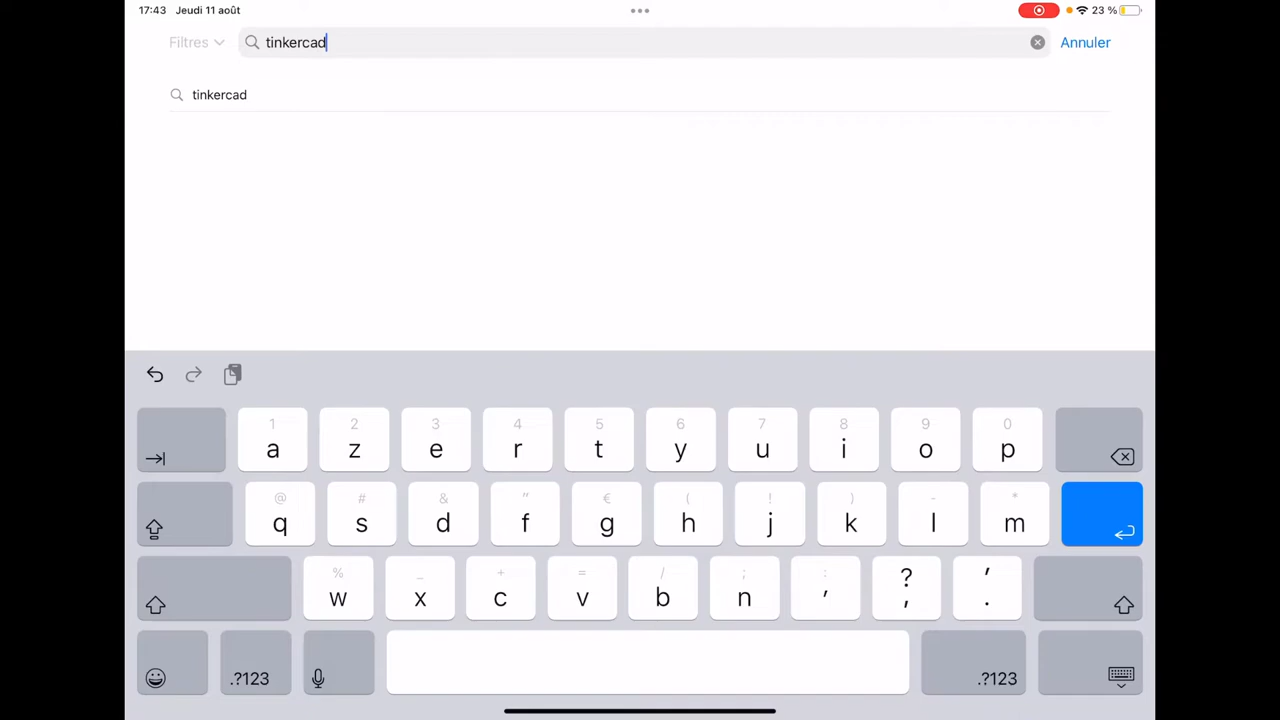 17:43 Jeudi 11 août 23 %
Filtres tinkercad Annuler
tinkercad
1 2 3 4 5 6 7 8 9 0
a z e r t y u i o p
@ # & " € ( ! ) - *
q s d f g h j k l m
% _ + = / ; : ? ′
w x c v b n ′ , .
.?123 .?123